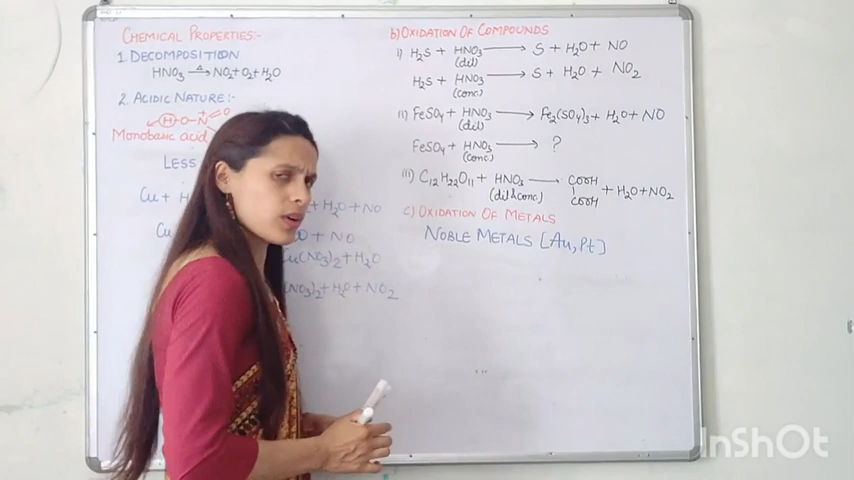 CHEMICAL PROPERTIES:-
1. DECOMPOSITION
HNO₃ —Δ→ NO₂ + O₂ + H₂O
2. ACIDIC NATURE:-
H-O-N=O
Monobasic acid
LESS
Cu + H
+ H₂O + NO
Cu
O + NO
Cu(NO₃)₂ + H₂O
(NO₃)₂ + H₂O + NO₂
b) OXIDATION OF COMPOUNDS
i) H₂S + HNO₃ (dil) → S + H₂O + NO
H₂S + HNO₃ (conc) → S + H₂O + NO₂
ii) FeSO₄ + HNO₃ (dil) → Fe₂(SO₄)₃ + H₂O + NO
FeSO₄ + HNO₃ (conc) → ?
iii) C₁₂H₂₂O₁₁ + HNO₃ (dil & conc) → COOH
COOH + H₂O + NO₂
c) OXIDATION OF METALS
NOBLE METALS [Au, Pt]
InShOt